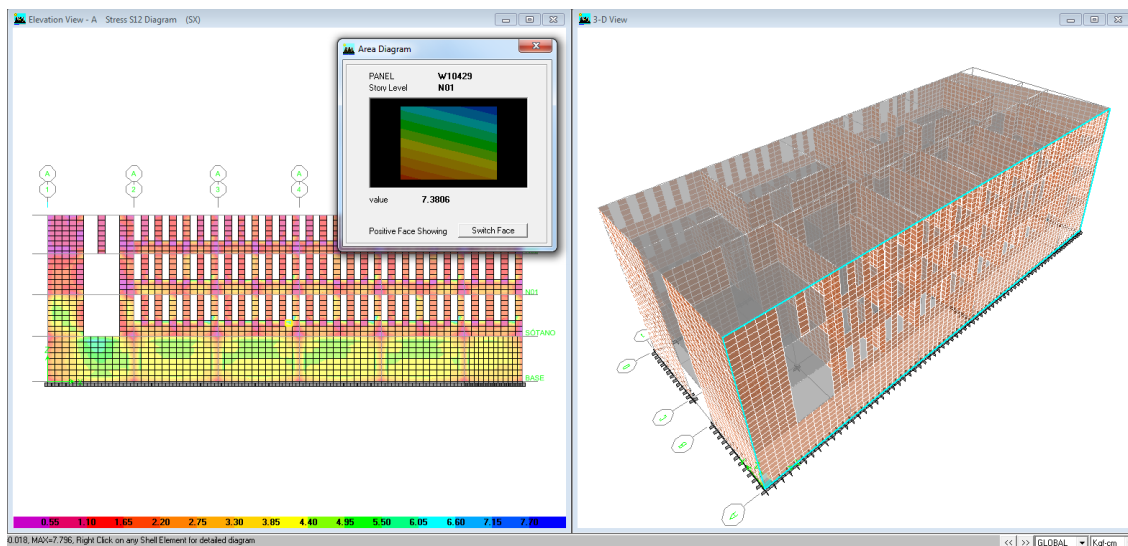 Elevation View - A Stress S12 Diagram (SX)
Area Diagram
PANEL W10429
Story Level N01
value 7.3806
Positive Face Showing Switch Face
A A A A
1 2 3 4
N01
SOTANO
BASE
0.55 1.10 1.65 2.20 2.75 3.30 3.85 4.40 4.95 5.50 6.05 6.60 7.15 7.70
3-D View
A
-0.018, MAX=7.796, Right Click on any Shell Element for detailed diagram
<< >> GLOBAL Kgf-cm